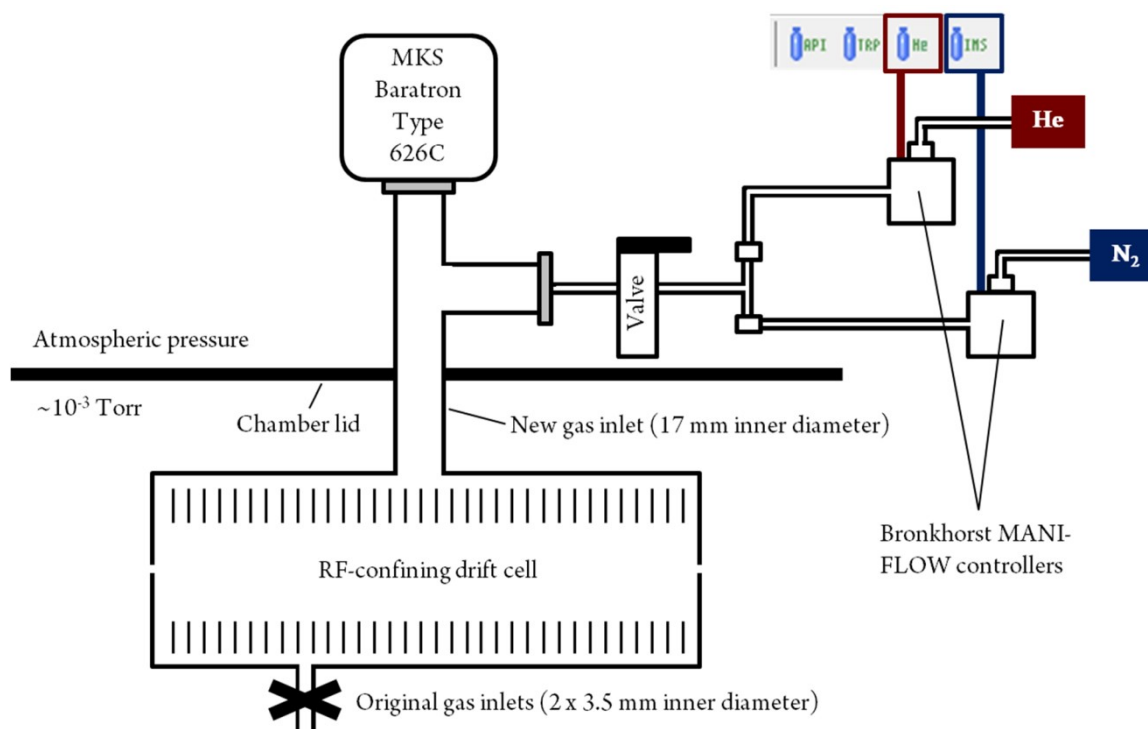 MKS
Baratron
Type
626C
API TRP He IMS
He
N₂
Valve
Atmospheric pressure
~10⁻³ Torr
Chamber lid
New gas inlet (17 mm inner diameter)
Bronkhorst MANI-
FLOW controllers
RF-confining drift cell
Original gas inlets (2 x 3.5 mm inner diameter)